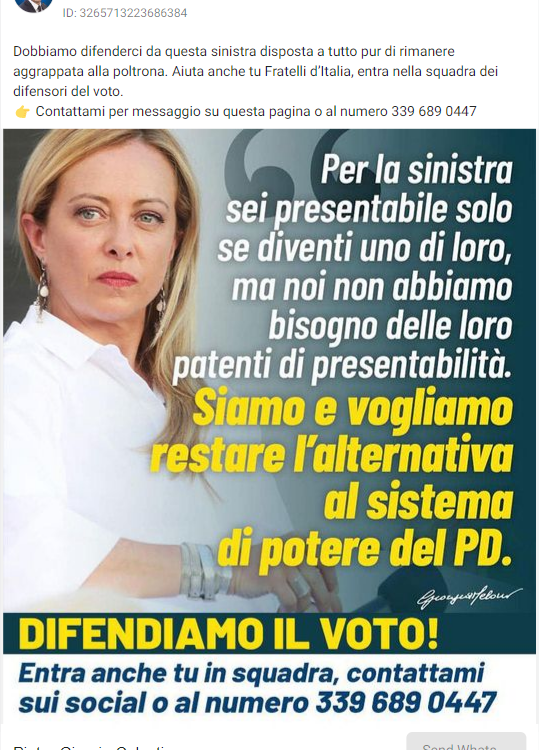 ID: 3265713223686384
Dobbiamo difenderci da questa sinistra disposta a tutto pur di rimanere
aggrappata alla poltrona. Aiuta anche tu Fratelli d'Italia, entra nella squadra dei
difensori del voto.
👉 Contattami per messaggio su questa pagina o al numero 339 689 0447
Per la sinistra
sei presentabile solo
se diventi uno di loro,
ma noi non abbiamo
bisogno delle loro
patenti di presentabilità.
Siamo e vogliamo
restare l'alternativa
al sistema
di potere del PD.
Giorgia Meloni
DIFENDIAMO IL VOTO!
Entra anche tu in squadra, contattami
sui social o al numero 339 689 0447